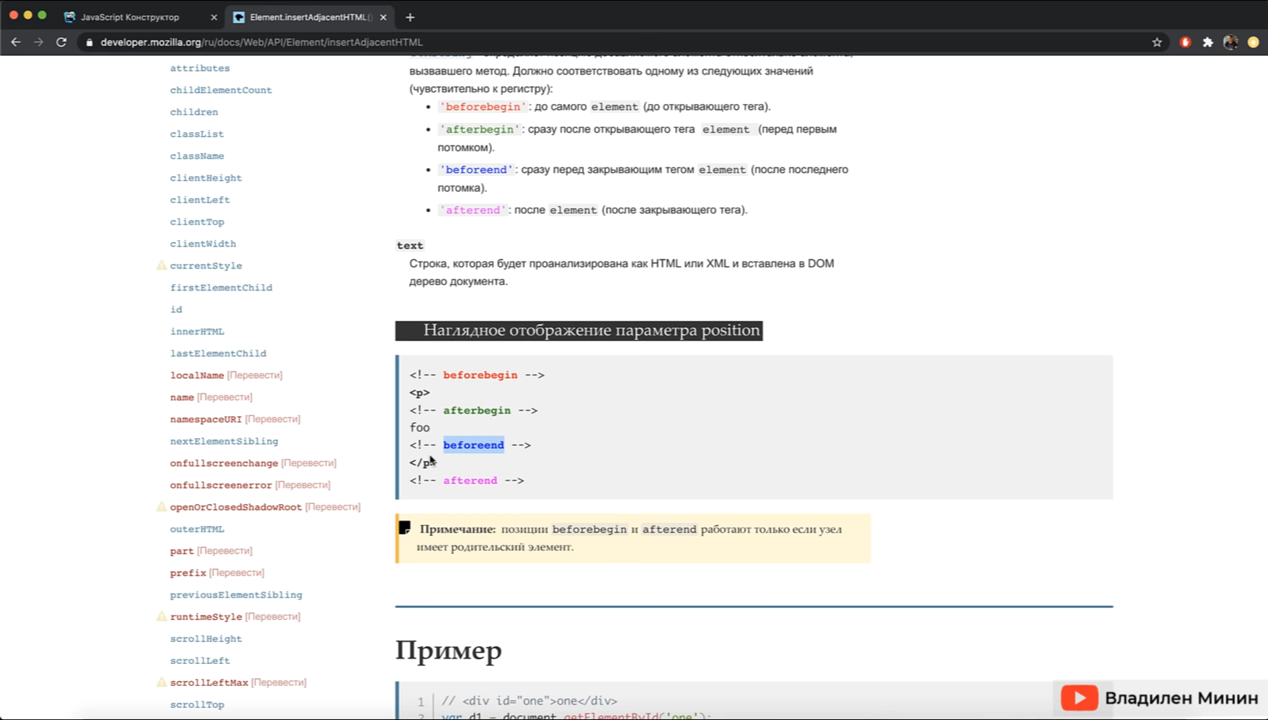 JavaScript Конструктор
Element.insertAdjacentHTML()
developer.mozilla.org/ru/docs/Web/API/Element/insertAdjacentHTML
attributes
childElementCount
children
classList
className
clientHeight
clientLeft
clientTop
clientWidth
currentStyle
firstElementChild
id
innerHTML
lastElementChild
localName [Перевести]
name [Перевести]
namespaceURI [Перевести]
nextElementSibling
onfullscreenchange [Перевести]
onfullscreenerror [Перевести]
openOrClosedShadowRoot [Перевести]
outerHTML
part [Перевести]
prefix [Перевести]
previousElementSibling
runtimeStyle [Перевести]
scrollHeight
scrollLeft
scrollLeftMax [Перевести]
scrollTop
вызвавшего метод. Должно соответствовать одному из следующих значений
(чувствительно к регистру):
• 'beforebegin': до самого element (до открывающего тега).
• 'afterbegin': сразу после открывающего тега element (перед первым
потомком).
• 'beforeend': сразу перед закрывающим тегом element (после последнего
потомка).
• 'afterend': после element (после закрывающего тега).
text
Строка, которая будет проанализирована как HTML или XML и вставлена в DOM
дерево документа.
Наглядное отображение параметра position
<!-- beforebegin -->
<p>
<!-- afterbegin -->
foo
<!-- beforeend -->
</p>
<!-- afterend -->
Примечание: позиции beforebegin и afterend работают только если узел
имеет родительский элемент.
Пример
1 // <div id="one">one</div>
2 var d1 = document.getElementById('one');
Владилен Минин